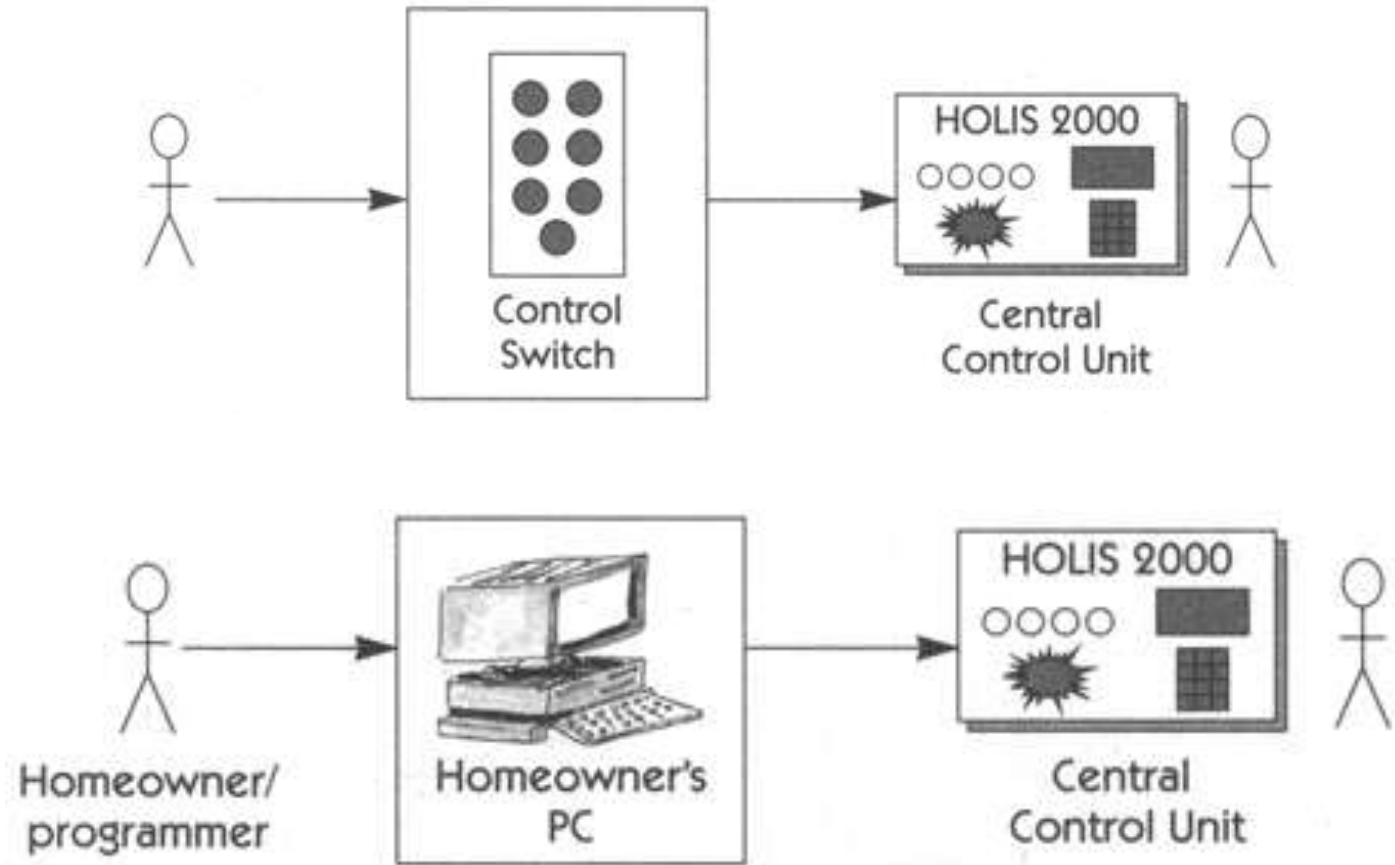 HOLIS 2000
Control
Switch
Central
Control Unit
HOLIS 2000
Homeowner/
programmer
Homeowner's
PC
Central
Control Unit